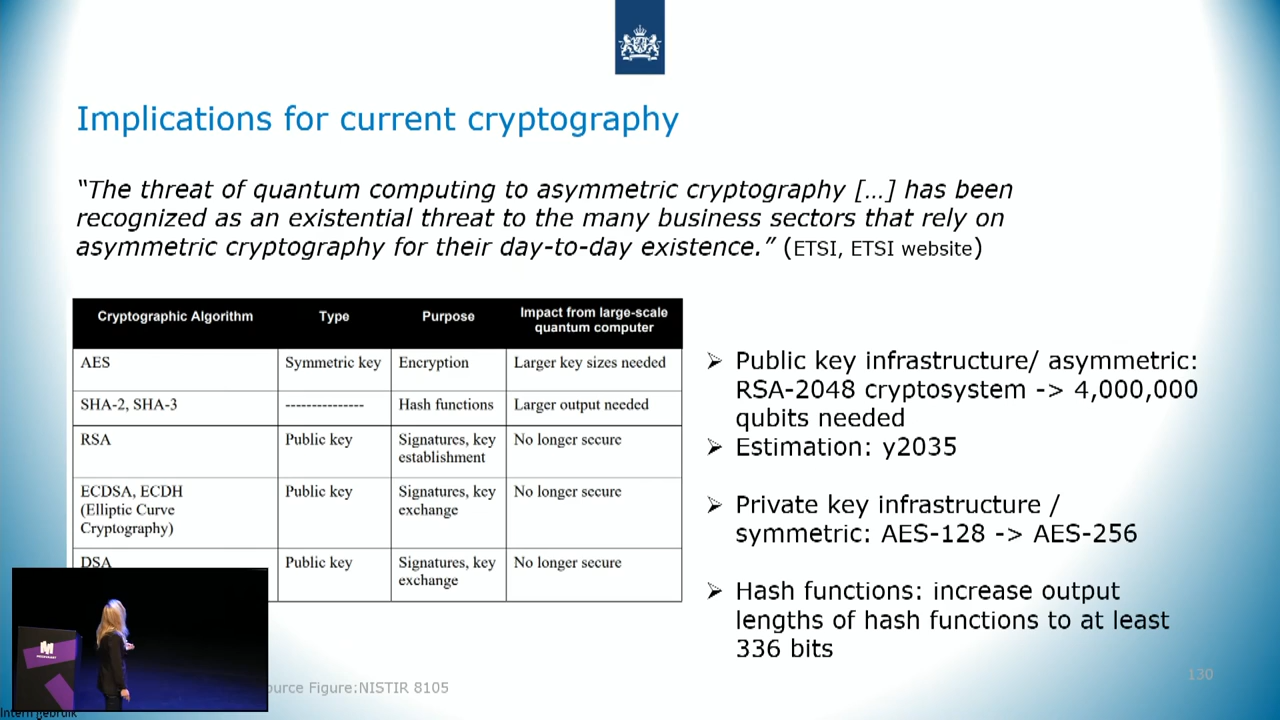 Implications for current cryptography
“The threat of quantum computing to asymmetric cryptography […] has been
recognized as an existential threat to the many business sectors that rely on
asymmetric cryptography for their day-to-day existence.” (ETSI, ETSI website)
Cryptographic Algorithm Type Purpose Impact from large-scale quantum computer
AES Symmetric key Encryption Larger key sizes needed
SHA-2, SHA-3 --------------- Hash functions Larger output needed
RSA Public key Signatures, key establishment No longer secure
ECDSA, ECDH (Elliptic Curve Cryptography) Public key Signatures, key exchange No longer secure
DSA Public key Signatures, key exchange No longer secure
➢ Public key infrastructure/ asymmetric:
RSA-2048 cryptosystem -> 4,000,000
qubits needed
➢ Estimation: y2035
➢ Private key infrastructure /
symmetric: AES-128 -> AES-256
➢ Hash functions: increase output
lengths of hash functions to at least
336 bits
ource Figure:NISTIR 8105
130
Intern gebruik